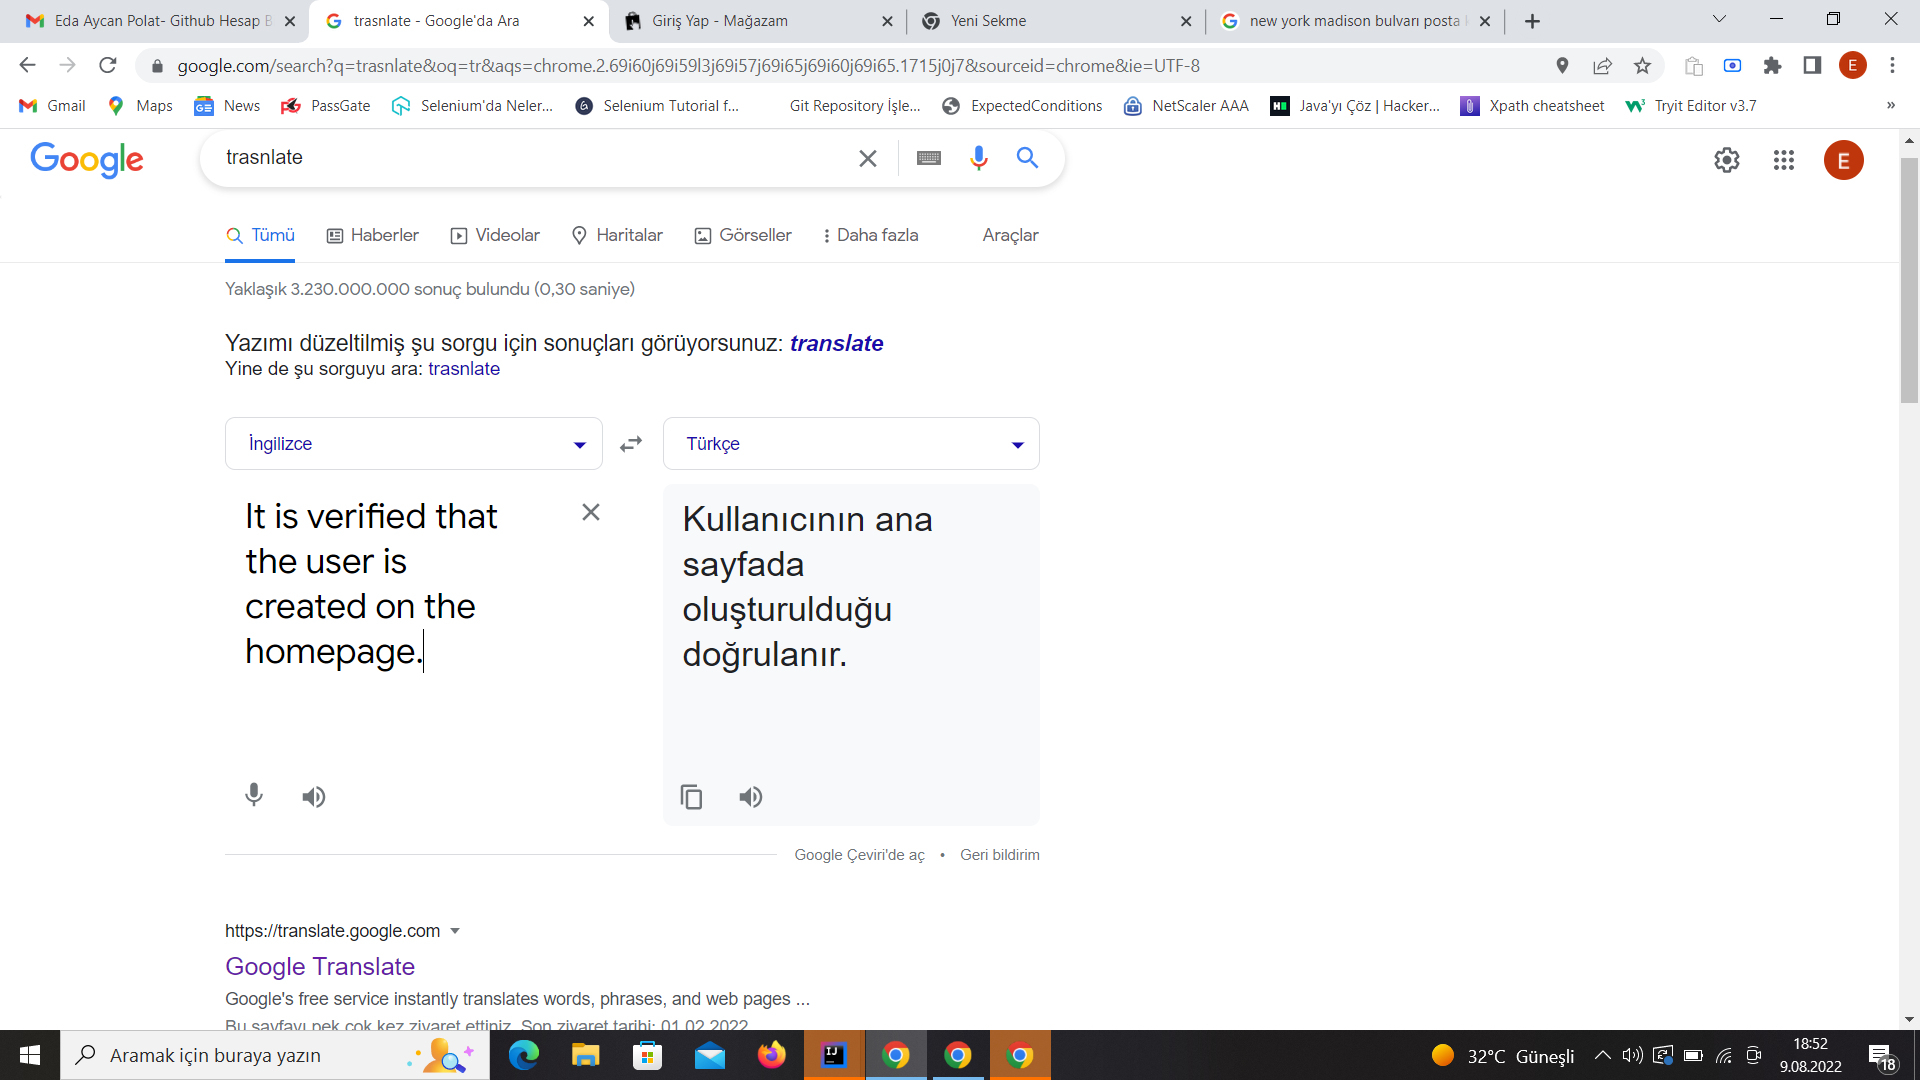 Eda Aycan Polat- Github Hesap B
trasnlate - Google'da Ara
Giriş Yap - Mağazam
Yeni Sekme
new york madison bulvarı posta
google.com/search?q=trasnlate&oq=tr&aqs=chrome.2.69i60j69i59l3j69i57j69i65j69i60j69i65.1715j0j7&sourceid=chrome&ie=UTF-8
E
Gmail
Maps
News
PassGate
Selenium'da Neler...
Selenium Tutorial f...
Git Repository İşle...
ExpectedConditions
NetScaler AAA
Java'yı Çöz | Hacker...
Xpath cheatsheet
Tryit Editor v3.7
»
Google
trasnlate
E
Tümü
Haberler
Videolar
Haritalar
Görseller
Daha fazla
Araçlar
Yaklaşık 3.230.000.000 sonuç bulundu (0,30 saniye)
Yazımı düzeltilmiş şu sorgu için sonuçları görüyorsunuz: translate
Yine de şu sorguyu ara: trasnlate
İngilizce
Türkçe
It is verified that
the user is
created on the
homepage.
Kullanıcının ana
sayfada
oluşturulduğu
doğrulanır.
Google Çeviri'de aç • Geri bildirim
https://translate.google.com
Google Translate
Google's free service instantly translates words, phrases, and web pages ...
Bu sayfayı pek çok kez ziyaret ettiniz. Son ziyaret tarihi: 01.02.2022
Aramak için buraya yazın
32°C Güneşli
18:52
9.08.2022
18